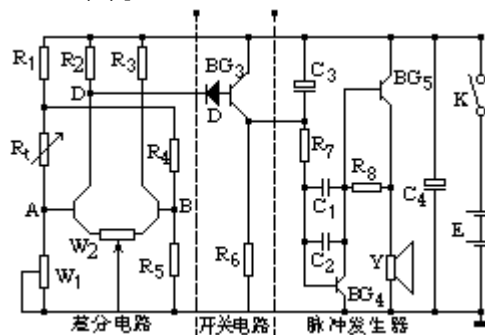 R1 R2 R3 BG3 C3 BG5 K
D D
Rt R4 R7 R8 C4
A B C1 E
W2 C2
W1 R5 R6 BG4 Y
差分电路 开关电路 脉冲发生器